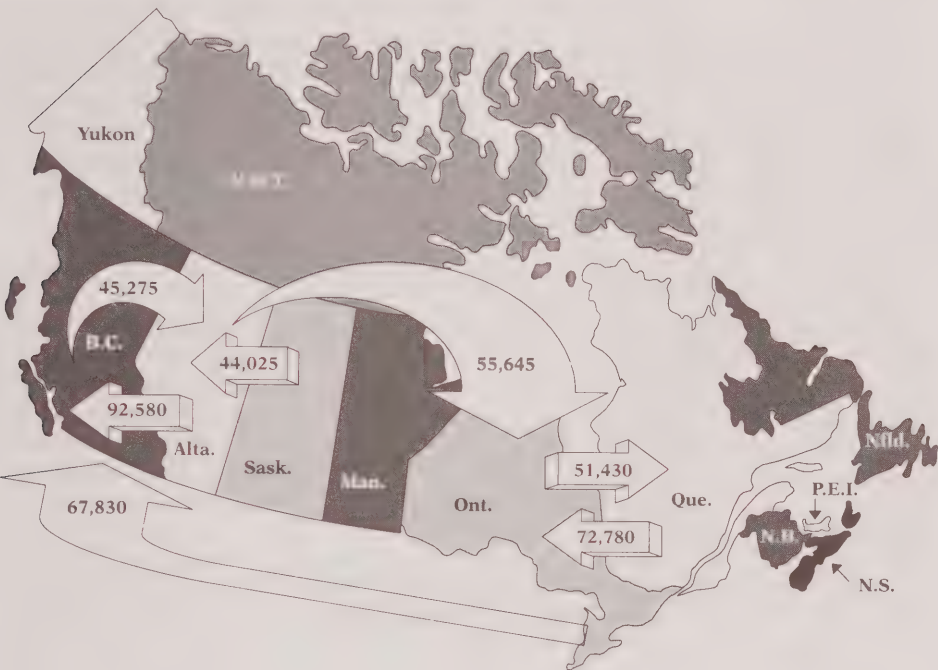 Yukon
N.W.T.
45,275
B.C.
44,025
55,645
92,580
Alta.
Sask.
Man.
Ont.
51,430
Que.
Nfld.
P.E.I.
67,830
72,780
N.B.
N.S.